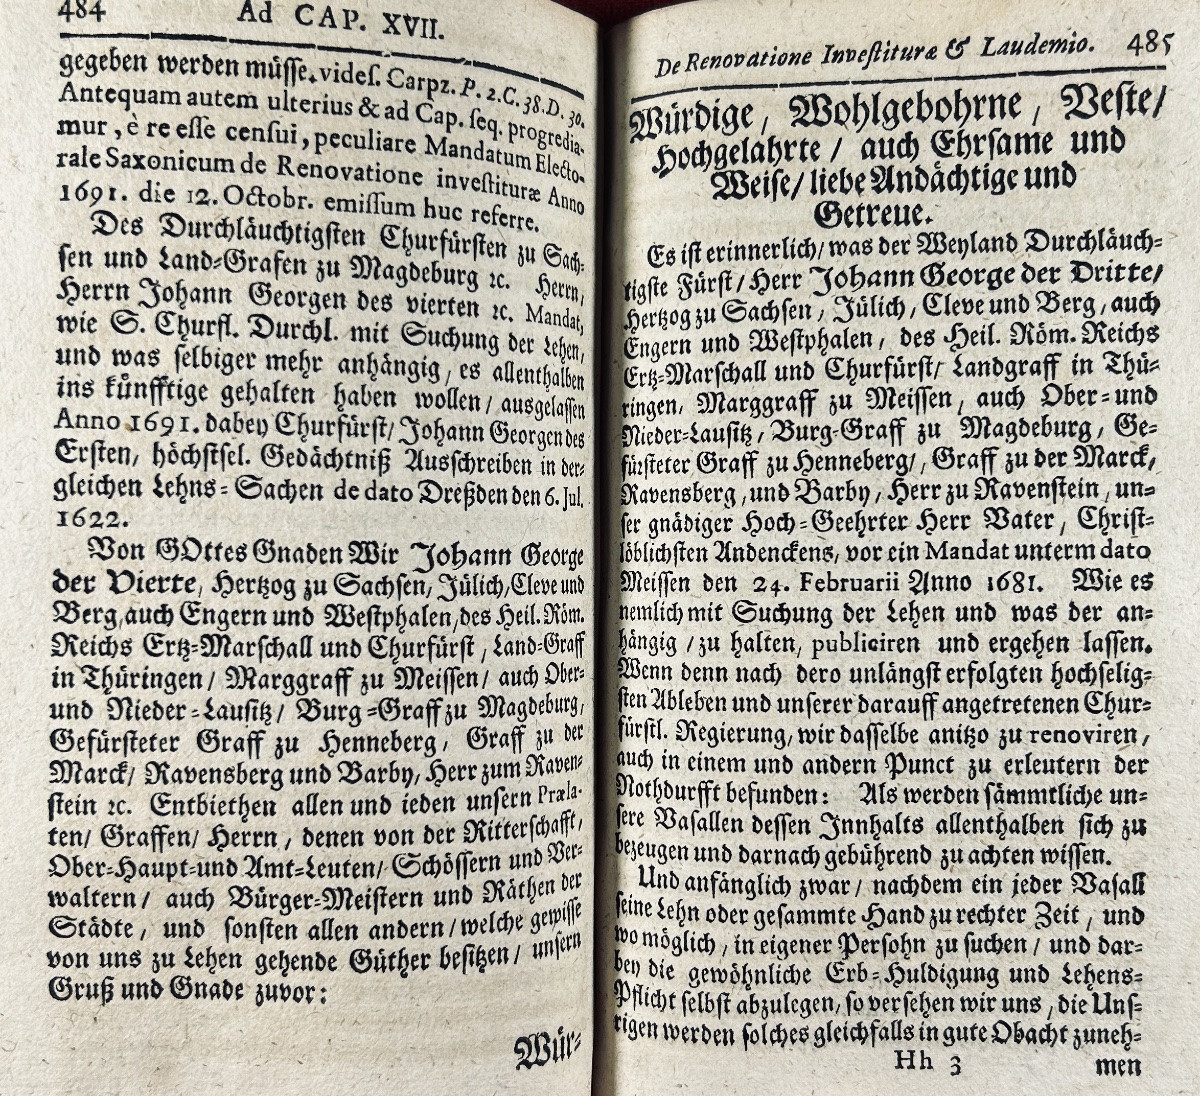 484 Ad CAP. XVII.
gegeben werden müsse. videſ. Carpz. P. 2. C. 38. D. 30.
Antequam autem ulterius & ad Cap. ſeq. progredia-
mur, è re eſſe cenſui, peculiare Mandatum Electo-
rale Saxonicum de Renovatione inveſtituræ Anno
1691. die 12. Octobr. emiſſum huc referre.
Des Durchläuchtigſten Churfürſten zu Sach-
ſen und Land-Grafen zu Magdeburg ꝛc. Herrn,
Herrn Johann Georgen des vierten ꝛc. Mandat,
wie S. Churfl. Durchl. mit Suchung der Lehen,
und was ſelbiger mehr anhängig, es allenthalben
ins künfftige gehalten haben wollen/ ausgelaſſen
Anno 1691. dabey Churfürſt/ Johann Georgen des
Erſten, höchſtſel. Gedächtniß Ausſchreiben in der-
gleichen Lehns-Sachen de dato Dreßden den 6. Jul.
1622.
Von GOttes Gnaden Wir Johann George
der Vierte, Hertzog zu Sachſen, Jülich, Cleve und
Berg, auch Engern und Weſtphalen, des Heil. Röm.
Reichs Ertz-Marſchall und Churfürſt, Land-Graff
in Thüringen/ Marggraff zu Meiſſen/ auch Ober-
und Nieder-Lauſitz/ Burg-Graff zu Magdeburg,
Gefürſteter Graff zu Henneberg, Graff zu der
Marck/ Ravensberg und Barby, Herr zum Raven-
ſtein ꝛc. Entbiethen allen und ieden unſern Præla-
ten/ Graffen/ Herrn, denen von der Ritterſchafft,
Ober-Haupt-und Amt-Leuten/ Schöſſern und Ver-
waltern/ auch Bürger-Meiſtern und Räthen der
Städte, und ſonſten allen andern/ welche gewiſſe
von uns zu Lehen gehende Güther beſitzen/ unſern
Gruß und Gnade zuvor:
Wür-
De Renovatione Inveſtituræ & Laudemio. 485
Würdige, Wohlgebohrne, Veſte/
Hochgelahrte/ auch Ehrſame und
Weiſe/ liebe Andächtige und
Getreue.
Es iſt erinnerlich/ was der Weyland Durchläuch-
tigſte Fürſt/ Herr Johann George der Dritte/
Hertzog zu Sachſen, Jülich, Cleve und Berg, auch
Engern und Weſtphalen, des Heil. Röm. Reichs
Ertz-Marſchall und Churfürſt/ Landgraff in Thü-
ringen, Marggraff zu Meiſſen, auch Ober-und
Nieder-Lauſitz, Burg-Graff zu Magdeburg, Ge-
fürſteter Graff zu Henneberg/, Graff zu der Marck,
Ravensberg, und Barby, Herr zu Ravenſtein, un-
ſer gnädiger Hoch-Geehrter Herr Vater, Chriſt-
löblichſten Andenckens, vor ein Mandat unterm dato
Meiſſen den 24. Februarii Anno 1681. Wie es
nemlich mit Suchung der Lehen und was der an-
hängig/ zu halten, publiciren und ergehen laſſen.
Wenn denn nach dero unlängſt erfolgten hochſelig-
ſten Ableben und unſerer darauff angetretenen Chur-
fürſtl. Regierung, wir daſſelbe anitzo zu renoviren,
auch in einem und andern Punct zu erleutern der
Nothdurfft befunden: Als werden ſämmtliche un-
ſere Vaſallen deſſen Innhalts allenthalben ſich zu
bezeugen und darnach gebührend zu achten wiſſen.
Und anfänglich zwar/ nachdem ein jeder Vaſall
ſeine Lehn oder geſammte Hand zu rechter Zeit, und
wo möglich, in eigener Perſohn zu ſuchen/ und dar-
bey die gewöhnliche Erb-Huldigung und Lehens-
Pflicht ſelbſt abzulegen, ſo verſehen wir uns, die Unſ-
rigen werden ſolches gleichfalls in gute Obacht zuneh-
Hh 3 men